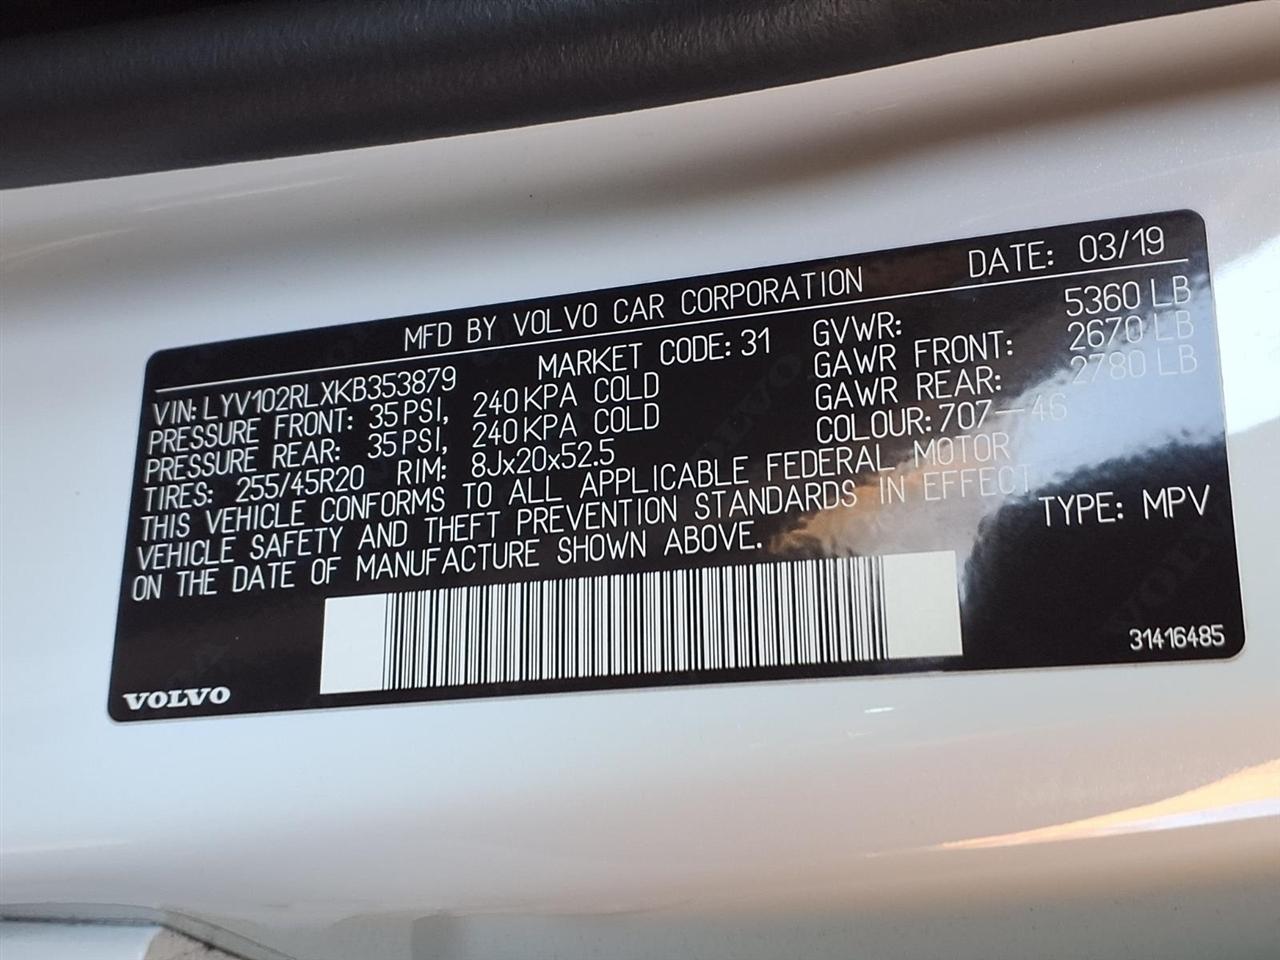 MFD BY VOLVO CAR CORPORATION DATE: 03/19
VIN: LYV102RLXKB353879 MARKET CODE: 31 GVWR: 5360 LB
PRESSURE FRONT: 35 PSI, 240 KPA COLD GAWR FRONT: 2670 LB
PRESSURE REAR: 35 PSI, 240 KPA COLD GAWR REAR: 2780 LB
TIRES: 255/45R20 RIM: 8Jx20x52.5 COLOUR: 707-46
THIS VEHICLE CONFORMS TO ALL APPLICABLE FEDERAL MOTOR
VEHICLE SAFETY AND THEFT PREVENTION STANDARDS IN EFFECT
ON THE DATE OF MANUFACTURE SHOWN ABOVE. TYPE: MPV
31416485
VOLVO